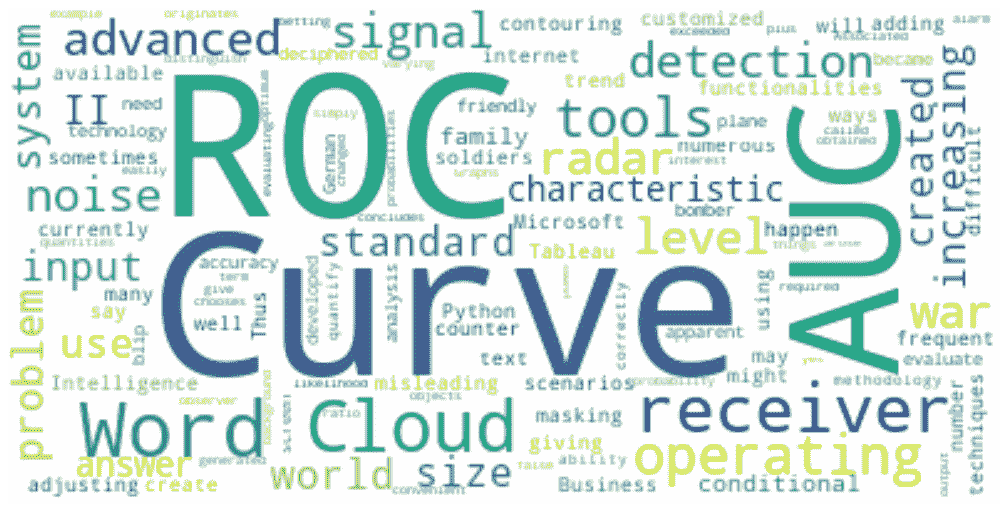 example
originates
betting
signal
contouring
customized
exceeded
plus
will
adding
alarm
system
advanced
distinguish
deciphered
varying
internet
detection
Associated
became
available
II
need
technology
sometimes
ROC
simply
German
changed
probabilities
friendly
family
soldiers
wraphs
trend
tools
functionalities
plane
numerous
interest
radar
ways
called
obtained
AUC
created
increasing
difficult
noise
currently
quantities
input
many
say
evaluating
optimum
concludes
standard
characteristic
Microsoft
bomber
level
happen
things
required
Tableau
Curve
accuracy
term
give
chooses
well
Thus
developed
quantity
analysis
Python
counter
text
correctly
apparent
using
may
might
war
frequent
evaluate
problem
use
blip
Intelligence
observer
likelihood
ratio
misleading
objects
scenarios
probability
yes
methodology
Word
Cloud
background
masking
giving
receiver
operating
number
techniques
answer
adjusting
create
generated
world
convenient
size
false
ability
Business
conditional
output